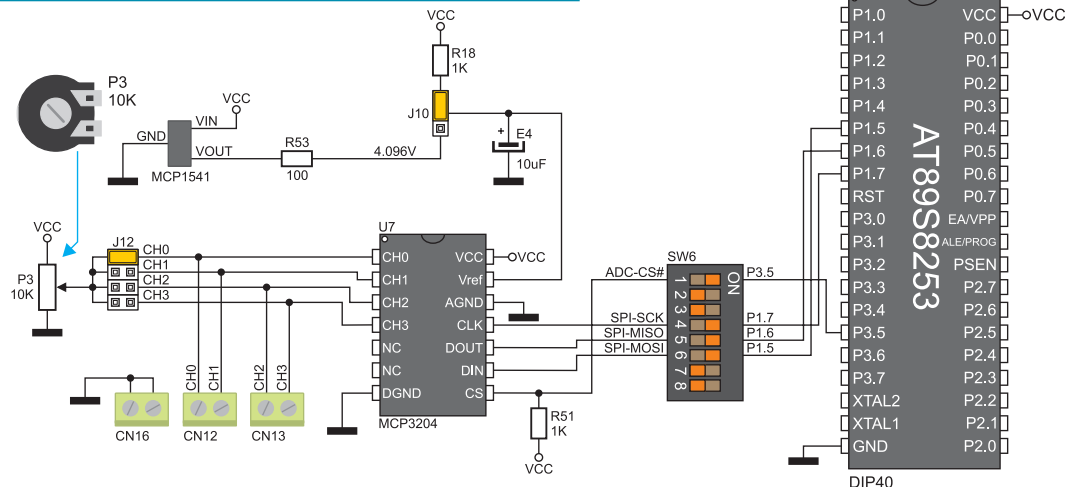 VCC
R18
1K
J10
E4
+
10uF
P3
10K
VCC
VIN
GND
VOUT
MCP1541
R53
100
4.096V
VCC
P3
10K
J12
CH0
CH1
CH2
CH3
CH0
CH1
CH2
CH3
CN16
CN12
CN13
U7
CH0
CH1
CH2
CH3
NC
NC
DGND
VCC
Vref
AGND
CLK
DOUT
DIN
CS
MCP3204
VCC
R51
1K
VCC
ADC-CS#
SPI-SCK
SPI-MISO
SPI-MOSI
SW6
ON
1
2
3
4
5
6
7
8
P3.5
P1.7
P1.6
P1.5
P1.0
P1.1
P1.2
P1.3
P1.4
P1.5
P1.6
P1.7
RST
P3.0
P3.1
P3.2
P3.3
P3.4
P3.5
P3.6
P3.7
XTAL2
XTAL1
GND
AT89S8253
VCC
P0.0
P0.1
P0.2
P0.3
P0.4
P0.5
P0.6
P0.7
EA/VPP
ALE/PROG
PSEN
P2.7
P2.6
P2.5
P2.4
P2.3
P2.2
P2.1
P2.0
VCC
DIP40